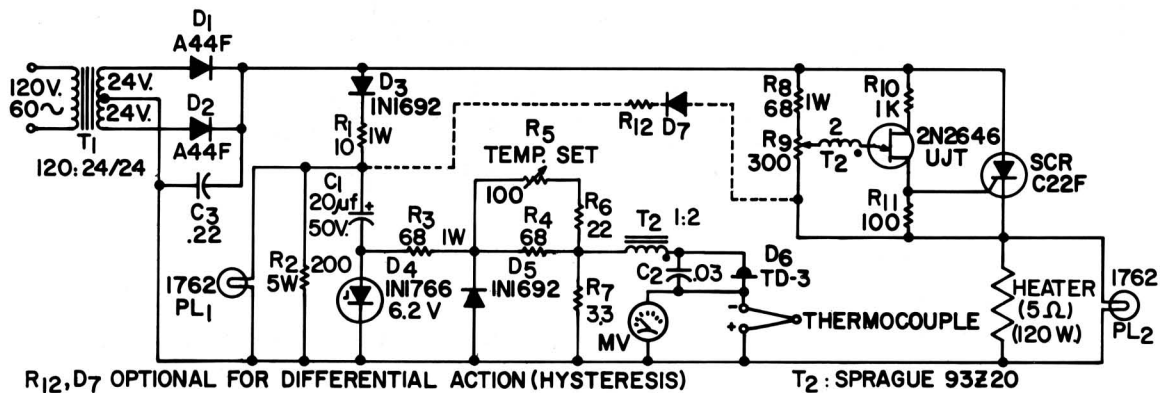 D1
A44F
120V.
60~
24V.
24V.
D2
A44F
T1
120:24/24
C3
.22
D3
1N1692
R1
10
1W
R12
D7
R5
TEMP. SET
100
C1
20µf
50V.
+
R3
68
1W
R4
68
R6
22
T2
1:2
R2
5W
200
D4
1N1766
6.2 V
D5
1N1692
R7
3.3
C2
.03
D6
TD-3
1762
PL1
MV
-
+
THERMOCOUPLE
R8
68
1W
R9
300
2
T2
R10
1K
2N2646
UJT
SCR
C22F
R11
100
HEATER
(5 Ω)
(120 W.)
1762
PL2
R12, D7 OPTIONAL FOR DIFFERENTIAL ACTION (HYSTERESIS)
T2 : SPRAGUE 93Z20